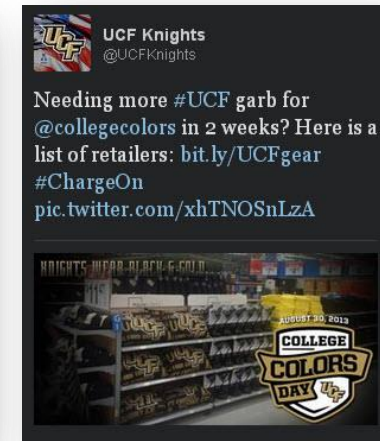 UCF
UCF Knights
@UCFKnights
Needing more #UCF garb for
@collegecolors in 2 weeks? Here is a
list of retailers: bit.ly/UCFgear
#ChargeOn
pic.twitter.com/xhTNOSnLzA
KNIGHTS WEAR BLACK & GOLD
AUGUST 30, 2013
COLLEGE
COLORS
DAY
UCF